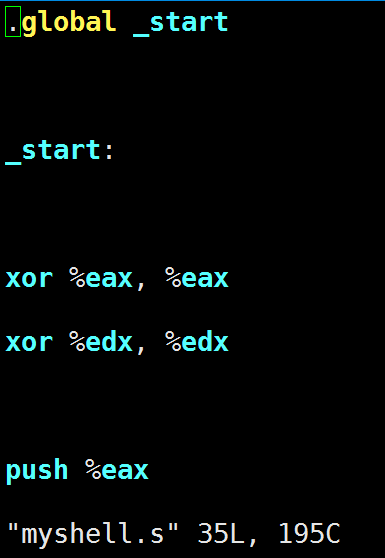 .global _start
_start:
xor %eax, %eax
xor %edx, %edx
push %eax
"myshell.s" 35L, 195C